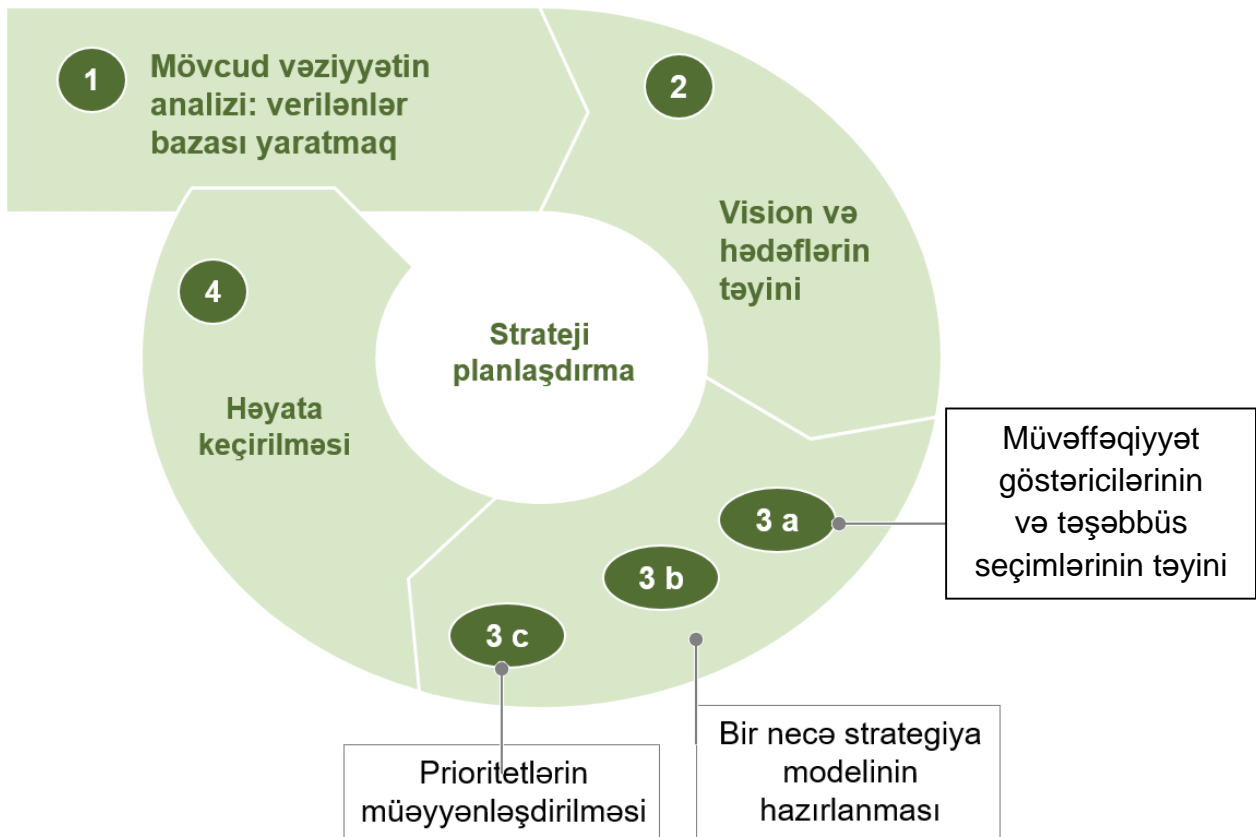 1
Mövcud vəziyyətin
analizi: verilənlər
bazası yaratmaq
2
Vision və
hədəflərin
təyini
Strateji
planlaşdırma
4
Həyata
keçirilməsi
3 a
Müvəffəqiyyət
göstəricilərinin
və təşəbbüs
seçimlərinin təyini
3 b
Bir necə strategiya
modelinin
hazırlanması
3 c
Prioritetlərin
müəyyənləşdirilməsi